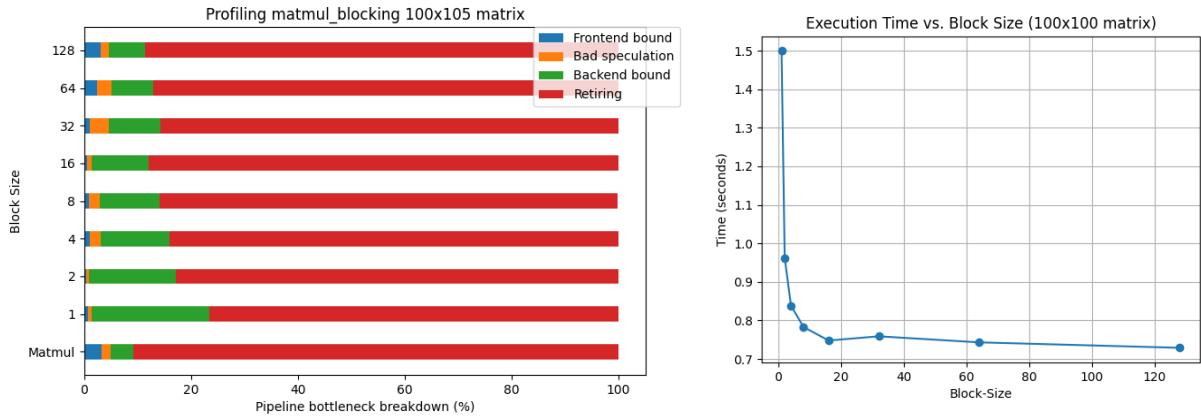 Profiling matmul_blocking 100x105 matrix
Frontend bound
Bad speculation
Backend bound
Retiring
Block Size
128
64
32
16
8
4
2
1
Matmul
0 20 40 60 80 100
Pipeline bottleneck breakdown (%)
Execution Time vs. Block Size (100x100 matrix)
Time (seconds)
1.5
1.4
1.3
1.2
1.1
1.0
0.9
0.8
0.7
0 20 40 60 80 100 120
Block-Size